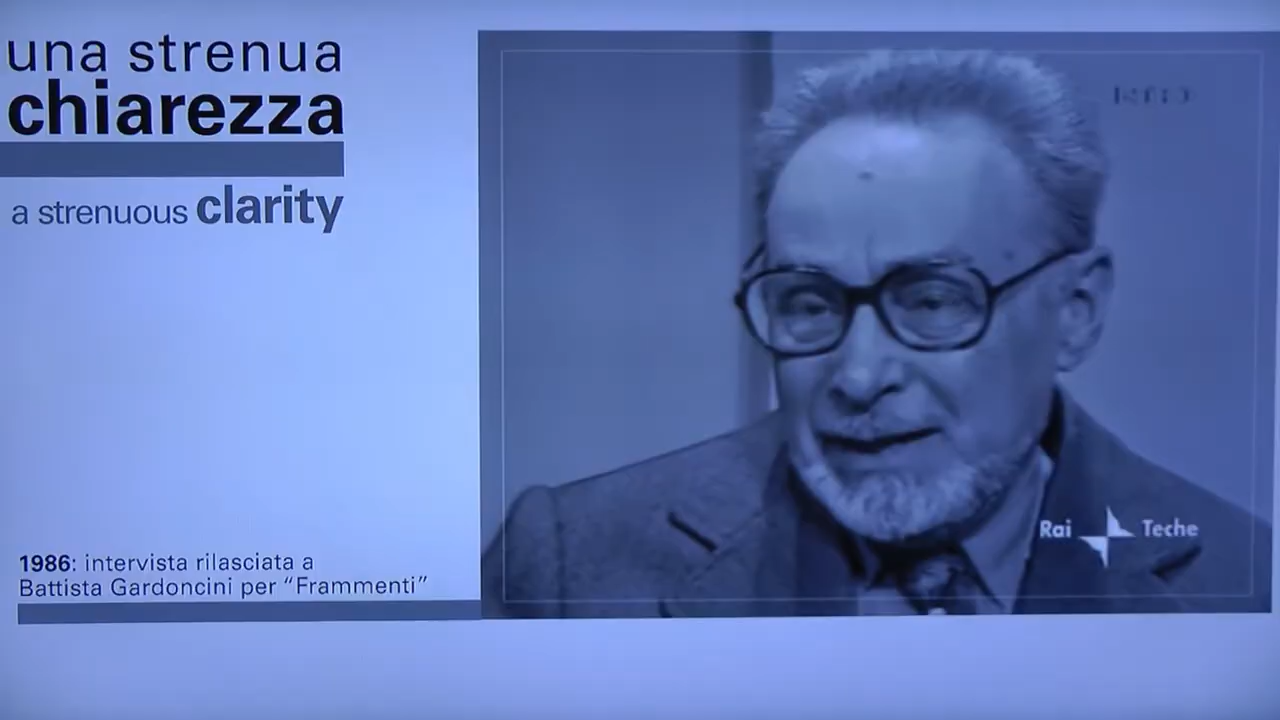 una strenua
chiarezza
a strenuous clarity
1986: intervista rilasciata a
Battista Gardoncini per “Frammenti”
Rai Teche